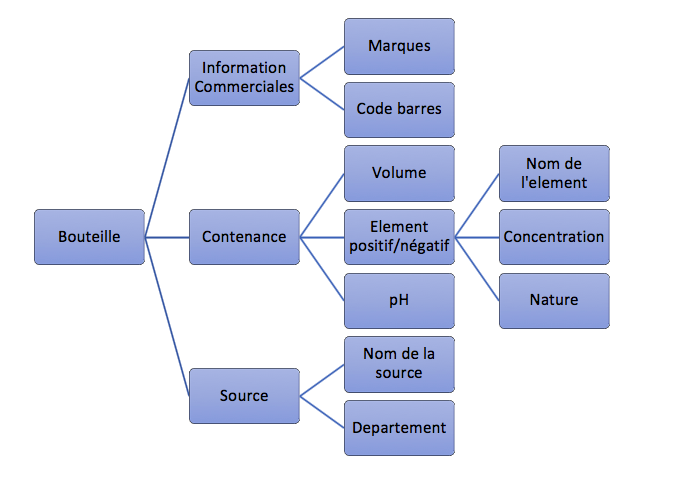 Bouteille
Information
Commerciales
Marques
Code barres
Contenance
Volume
Element
positif/négatif
Nom de
l'element
Concentration
Nature
pH
Source
Nom de la
source
Departement